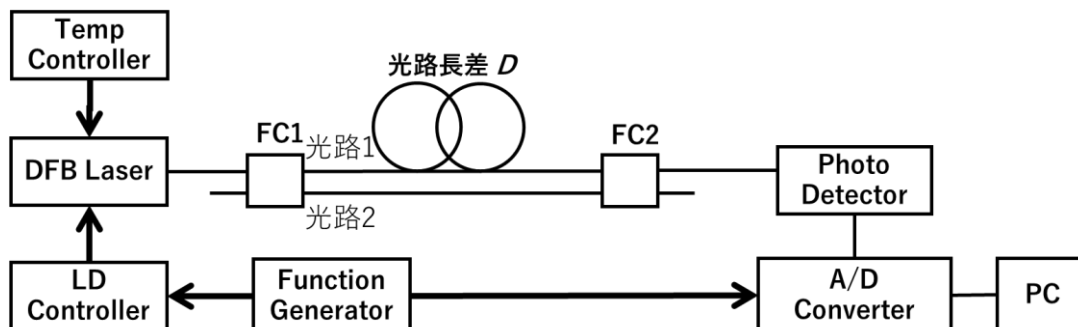 Temp
Controller
光路長差 D
FC1
光路1
FC2
DFB Laser
Photo
Detector
光路2
LD
Controller
Function
Generator
A/D
Converter
PC